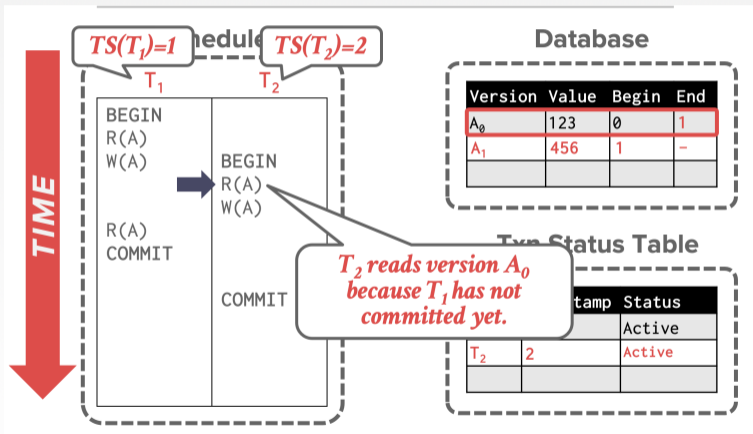 TS(T₁)=1
hedule
TS(T₂)=2
T₁
T₂
BEGIN
R(A)
W(A)
R(A)
COMMIT
BEGIN
R(A)
W(A)
COMMIT
TIME
T₂ reads version A₀
because T₁ has not
committed yet.
Database
Version Value Begin End
A₀ 123 0 1
A₁ 456 1 -
Txn Status Table
tamp Status
Active
T₂ 2 Active